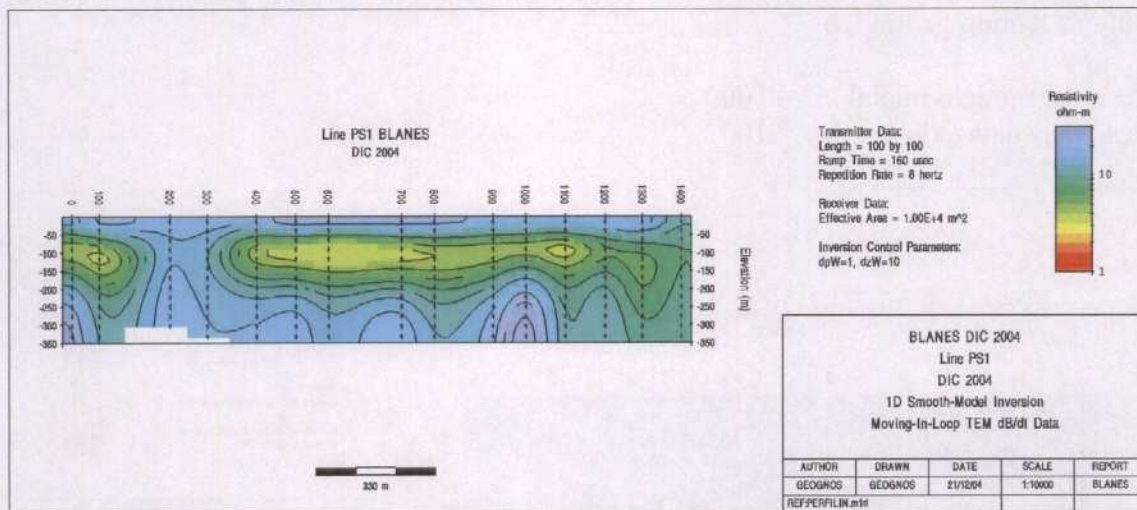 Line PS1 BLANES
DIC 2004
0 100 200 300 400 500 600 700 800 900 1000 1100 1200 1300 1400
-50 -50
-100 -100
-150 -150
-200 -200
-250 -250
-300 -300
-350 -350
Elevation (m)
330 m
Transmitter Data:
Length = 100 by 100
Ramp Time = 160 usec
Repetition Rate = 8 hertz
Receiver Data:
Effective Area = 1.00E+4 m^2
Inversion Control Parameters:
dpW=1, dzW=10
Resistivity
ohm-m
10
1
BLANES DIC 2004
Line PS1
DIC 2004
1D Smooth-Model Inversion
Moving-In-Loop TEM dB/dt Data
AUTHOR DRAWN DATE SCALE REPORT
GEOGNOS GEOGNOS 21/12/04 1:10000 BLANES